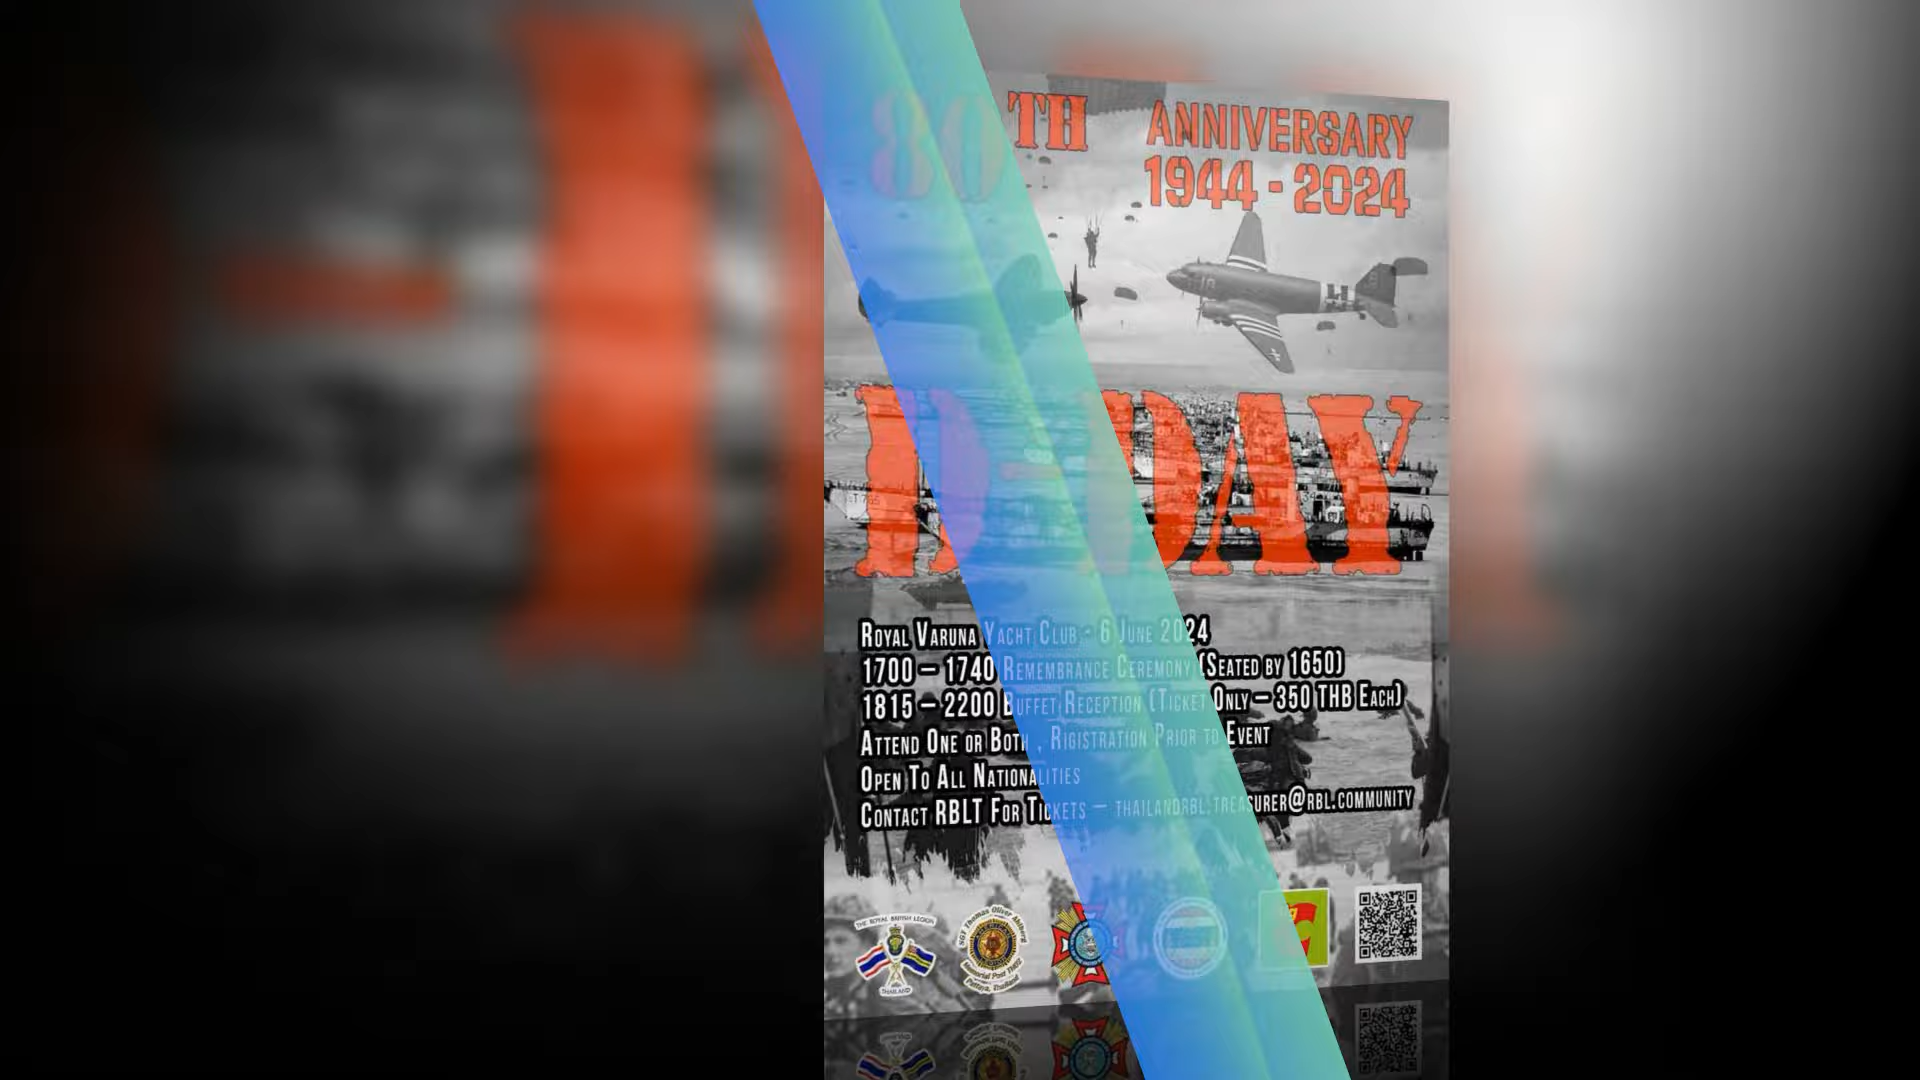 80TH
ANNIVERSARY
1944 - 2024
D-DAY
ROYAL VARUNA YACHT CLUB - 6 JUNE 2024
1700 – 1740 REMEMBRANCE CEREMONY (SEATED BY 1650)
1815 – 2200 BUFFET RECEPTION (TICKET ONLY – 350 THB EACH)
ATTEND ONE OR BOTH , RIGISTRATION PRIOR TO EVENT
OPEN TO ALL NATIONALITIES
CONTACT RBLT FOR TICKETS – THAILANDRBL.TREASURER@RBL.COMMUNITY
THE ROYAL BRITISH LEGION
THAILAND
Pattaya, Thailand